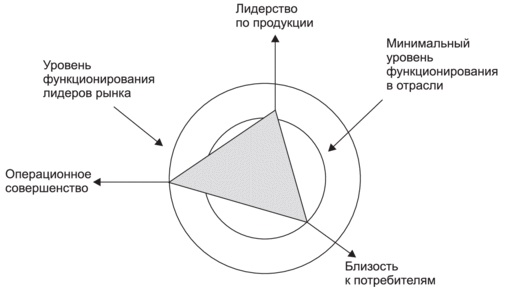 Лидерство
по продукции
Минимальный
уровень
функционирования
в отрасли
Уровень
функционирования
лидеров рынка
Операционное
совершенство
Близость
к потребителям